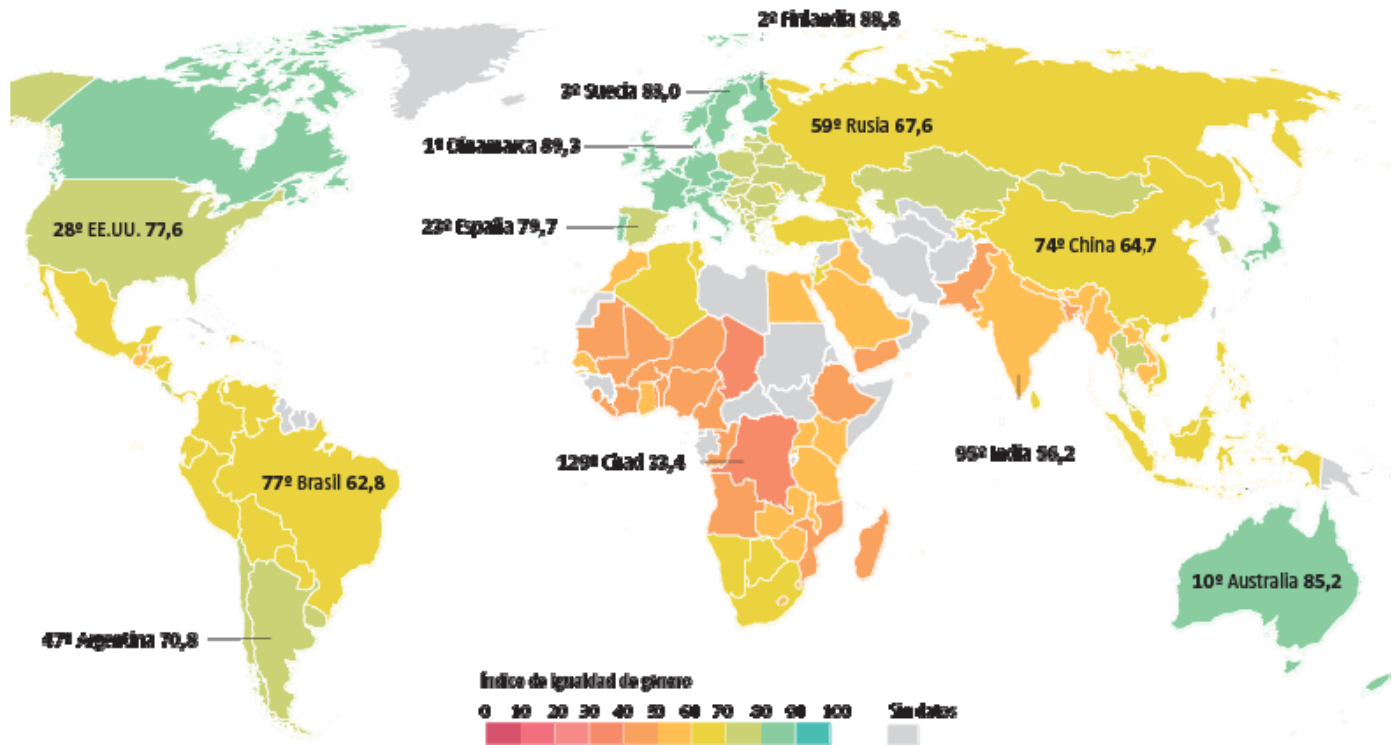 2º Finlandia 88,8
3º Suecia 88,0
59º Rusia 67,6
1º Dinamarca 89,3
28º EE.UU. 77,6
23º España 79,7
74º China 64,7
129º Chad 33,4
95º India 56,2
77º Brasil 62,8
10º Australia 85,2
47º Argentina 70,8
Índice de igualdad de género
0 10 20 30 40 50 60 70 80 90 100
Sin datos